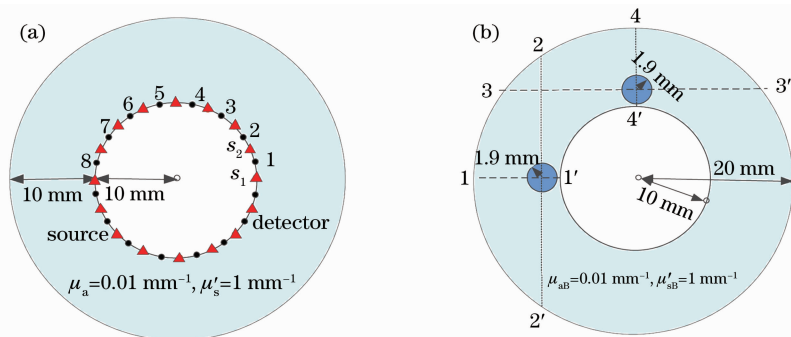 (a)
5
4
6
3
7
2
s₂
8
1
s₁
10 mm
10 mm
source
detector
μₐ=0.01 mm⁻¹, μ′ₛ=1 mm⁻¹
(b)
4
2
1.9 mm
3
3′
4′
1.9 mm
1
1′
20 mm
10 mm
μₐB=0.01 mm⁻¹, μ′ₛB=1 mm⁻¹
2′